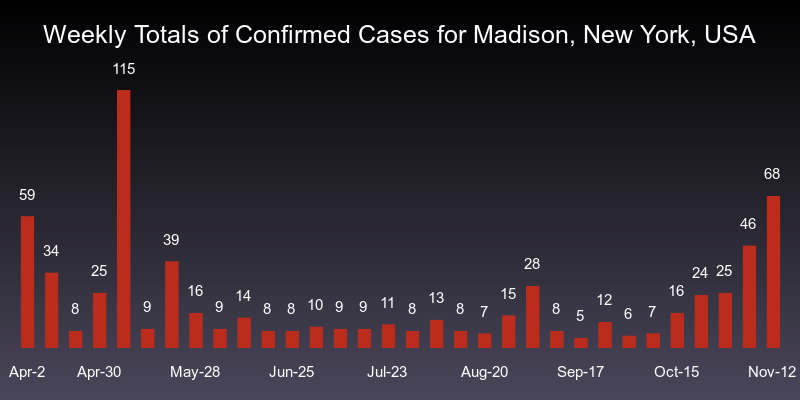 Weekly Totals of Confirmed Cases for Madison, New York, USA
59 34 8 25 115 9 39 16 9 14 8 8 10 9 9 11 8 13 8 7 15 28 8 5 12 6 7 16 24 25 46 68
Apr-2 Apr-30 May-28 Jun-25 Jul-23 Aug-20 Sep-17 Oct-15 Nov-12